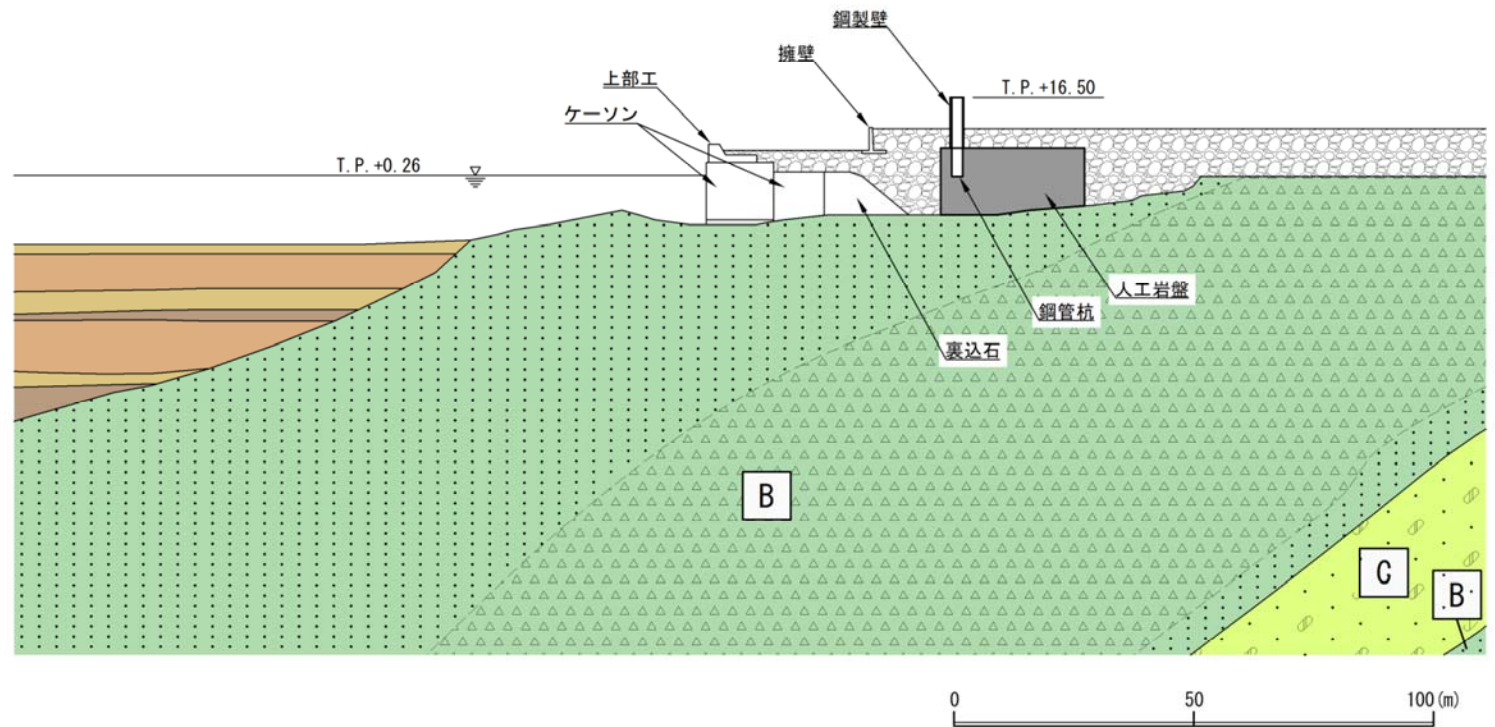 鋼製壁
擁壁
T.P.+16.50
上部工
ケーソン
T.P.+0.26
人工岩盤
鋼管杭
裏込石
B
C
B
0 50 100(m)